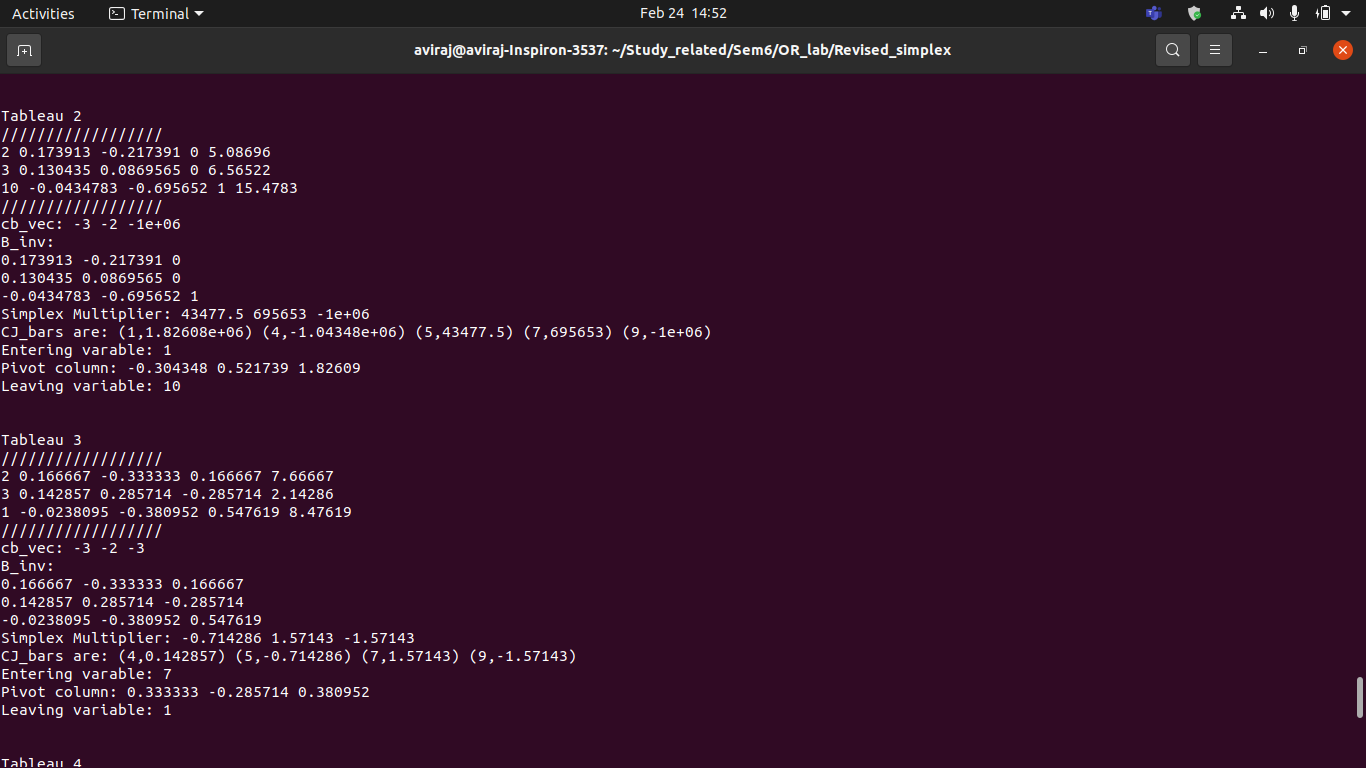 Activities Terminal Feb 24 14:52
aviraj@aviraj-Inspiron-3537: ~/Study_related/Sem6/OR_lab/Revised_simplex
Tableau 2
//////////////////
2 0.173913 -0.217391 0 5.08696
3 0.130435 0.0869565 0 6.56522
10 -0.0434783 -0.695652 1 15.4783
//////////////////
cb_vec: -3 -2 -1e+06
B_inv:
0.173913 -0.217391 0
0.130435 0.0869565 0
-0.0434783 -0.695652 1
Simplex Multiplier: 43477.5 695653 -1e+06
CJ_bars are: (1,1.82608e+06) (4,-1.04348e+06) (5,43477.5) (7,695653) (9,-1e+06)
Entering varable: 1
Pivot column: -0.304348 0.521739 1.82609
Leaving variable: 10
Tableau 3
//////////////////
2 0.166667 -0.333333 0.166667 7.66667
3 0.142857 0.285714 -0.285714 2.14286
1 -0.0238095 -0.380952 0.547619 8.47619
//////////////////
cb_vec: -3 -2 -3
B_inv:
0.166667 -0.333333 0.166667
0.142857 0.285714 -0.285714
-0.0238095 -0.380952 0.547619
Simplex Multiplier: -0.714286 1.57143 -1.57143
CJ_bars are: (4,0.142857) (5,-0.714286) (7,1.57143) (9,-1.57143)
Entering varable: 7
Pivot column: 0.333333 -0.285714 0.380952
Leaving variable: 1
Tableau 4